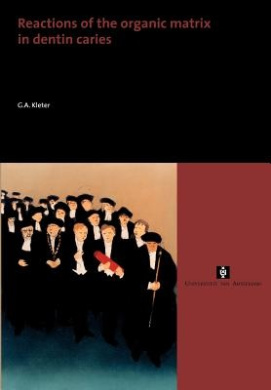 Reactions of the organic matrix
in dentin caries
G.A. Kleter
Universiteit van Amsterdam